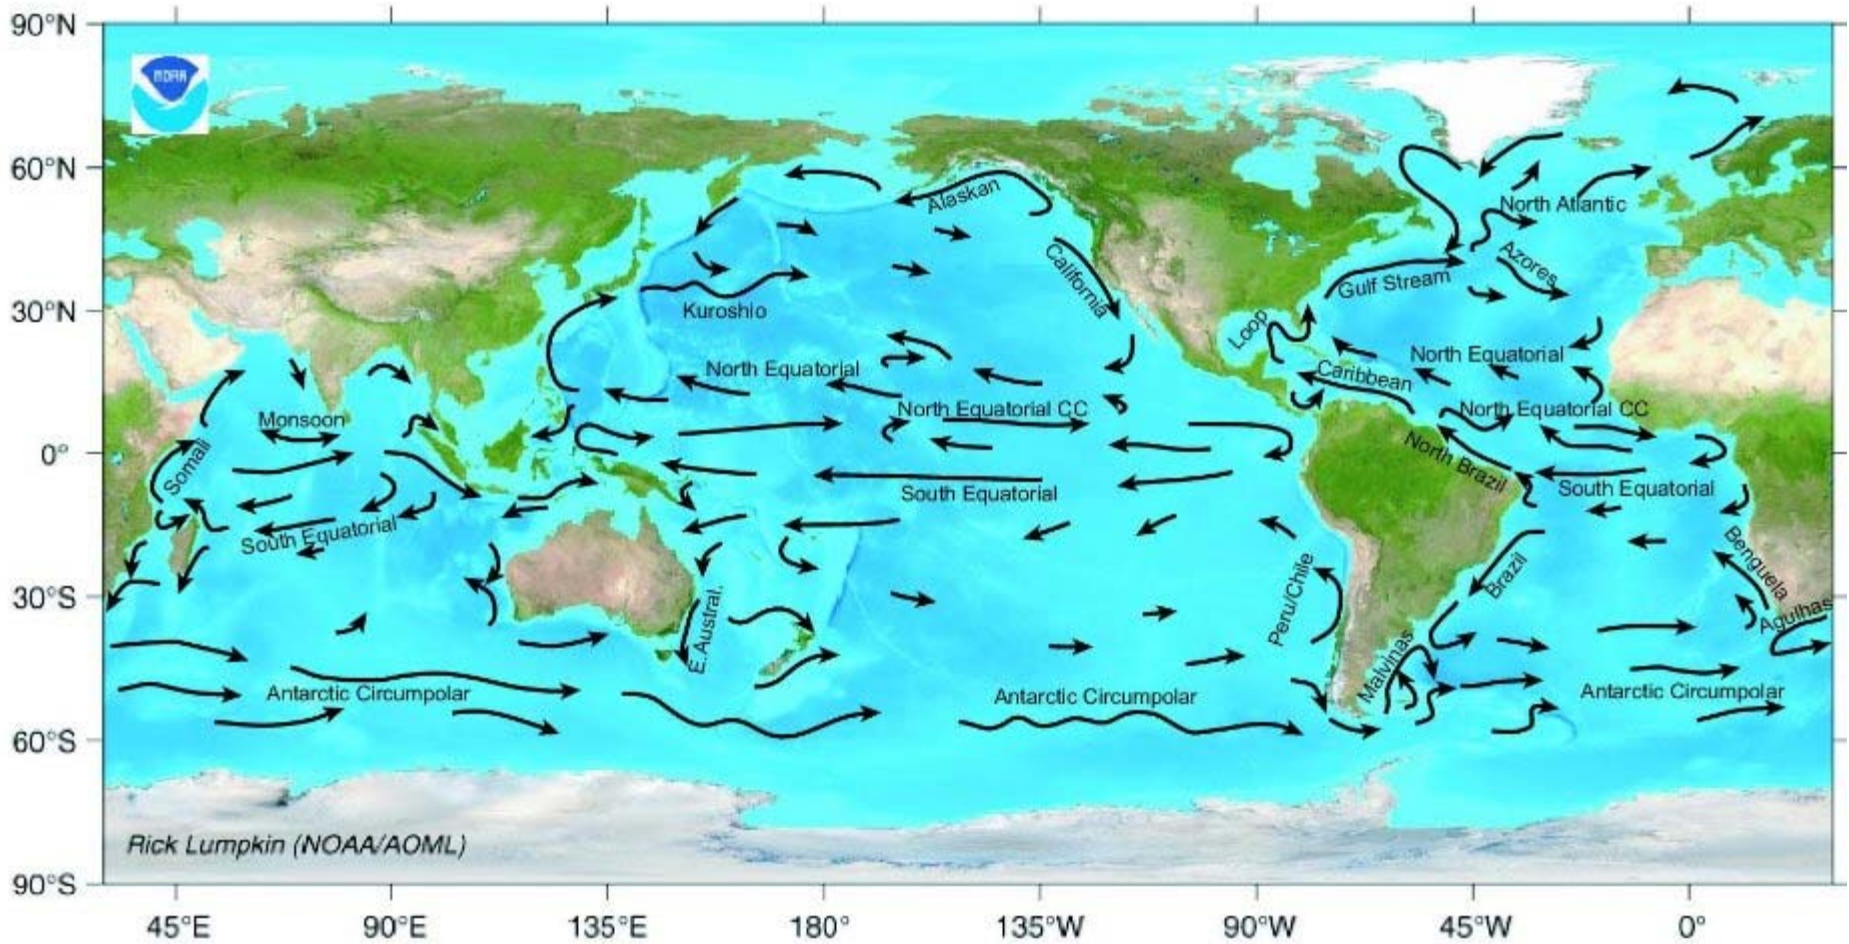 90°N
NOAA
60°N
Alaskan
North Atlantic
California
Gulf Stream
Azores
30°N
Kuroshio
Loop
North Equatorial
North Equatorial
Caribbean
Monsoon
North Equatorial CC
North Equatorial CC
0°
Somali
North Brazil
South Equatorial
South Equatorial
South Equatorial
Brazil
Benguela
30°S
E.Austral.
Peru/Chile
Agulhas
Malvinas
Antarctic Circumpolar
Antarctic Circumpolar
Antarctic Circumpolar
60°S
Rick Lumpkin (NOAA/AOML)
90°S
45°E
90°E
135°E
180°
135°W
90°W
45°W
0°